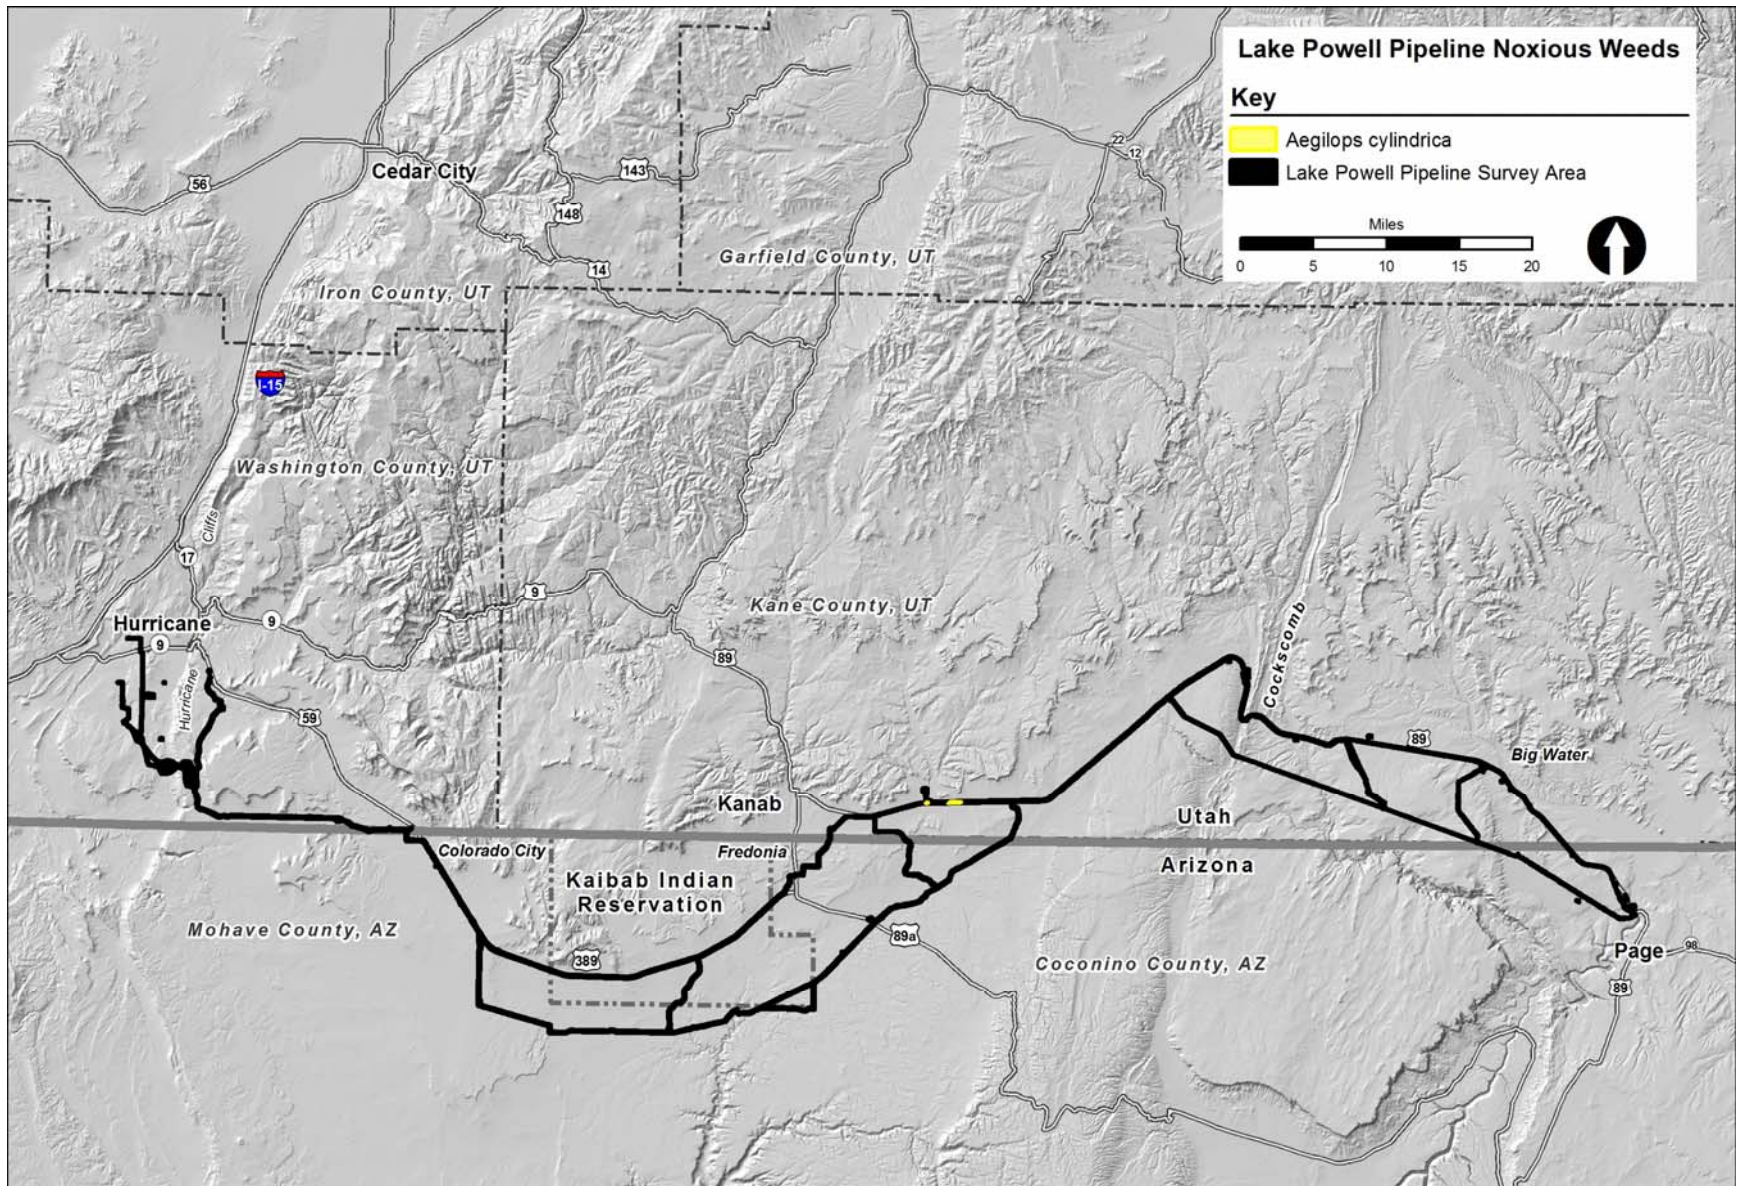 Lake Powell Pipeline Noxious Weeds
Key
Aegilops cylindrica
Lake Powell Pipeline Survey Area
Miles
0 5 10 15 20
22
12
143
Cedar City
56
148
Garfield County, UT
14
Iron County, UT
I-15
Washington County, UT
Cliffs
17
9
Kane County, UT
Hurricane
9
9
89
Cockscomb
Hurricane
59
89
Big Water
Kanab
Utah
Colorado City
Fredonia
Arizona
Kaibab Indian
Reservation
Mohave County, AZ
89a
389
Coconino County, AZ
Page
98
89